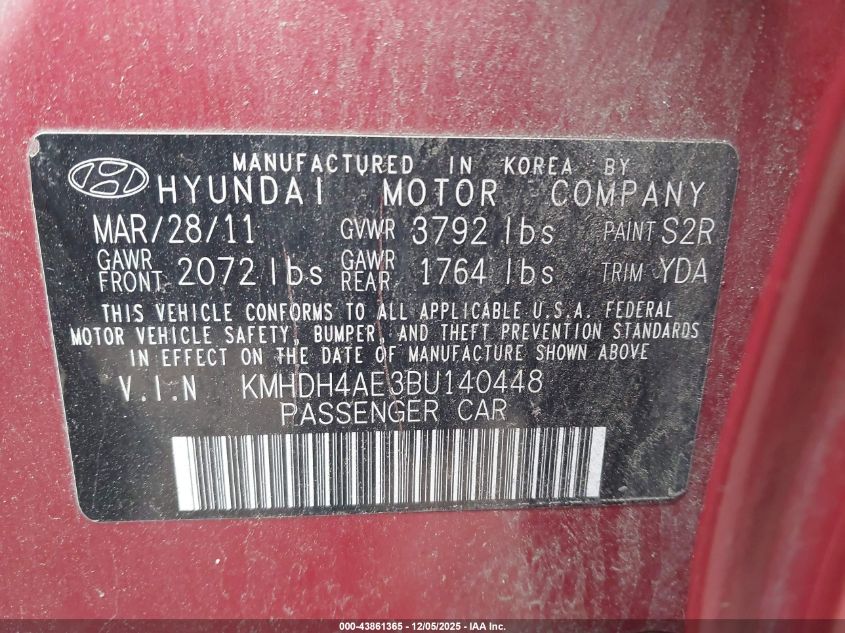 MANUFACTURED IN KOREA BY
HYUNDAI MOTOR COMPANY
MAR/28/11 GVWR 3792 lbs PAINT S2R
GAWR FRONT 2072 lbs GAWR REAR 1764 lbs TRIM YDA
THIS VEHICLE CONFORMS TO ALL APPLICABLE U.S.A. FEDERAL
MOTOR VEHICLE SAFETY, BUMPER, AND THEFT PREVENTION STANDARDS
IN EFFECT ON THE DATE OF MANUFACTURE SHOWN ABOVE
V.I.N KMHDH4AE3BU140448
PASSENGER CAR
000-43861365 - 12/05/2025 - IAA Inc.